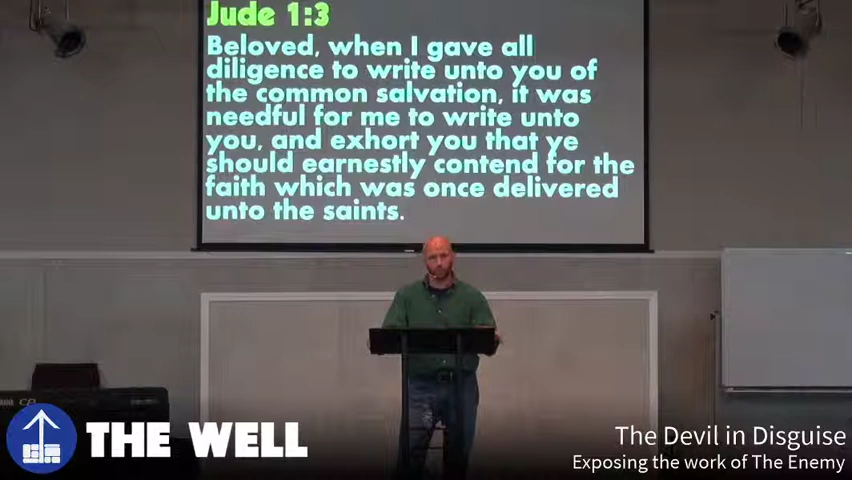 Jude 1:3
Beloved, when I gave all
diligence to write unto you of
the common salvation, it was
needful for me to write unto
you, and exhort you that ye
should earnestly contend for the
faith which was once delivered
unto the saints.
THE WELL
The Devil in Disguise
Exposing the work of The Enemy